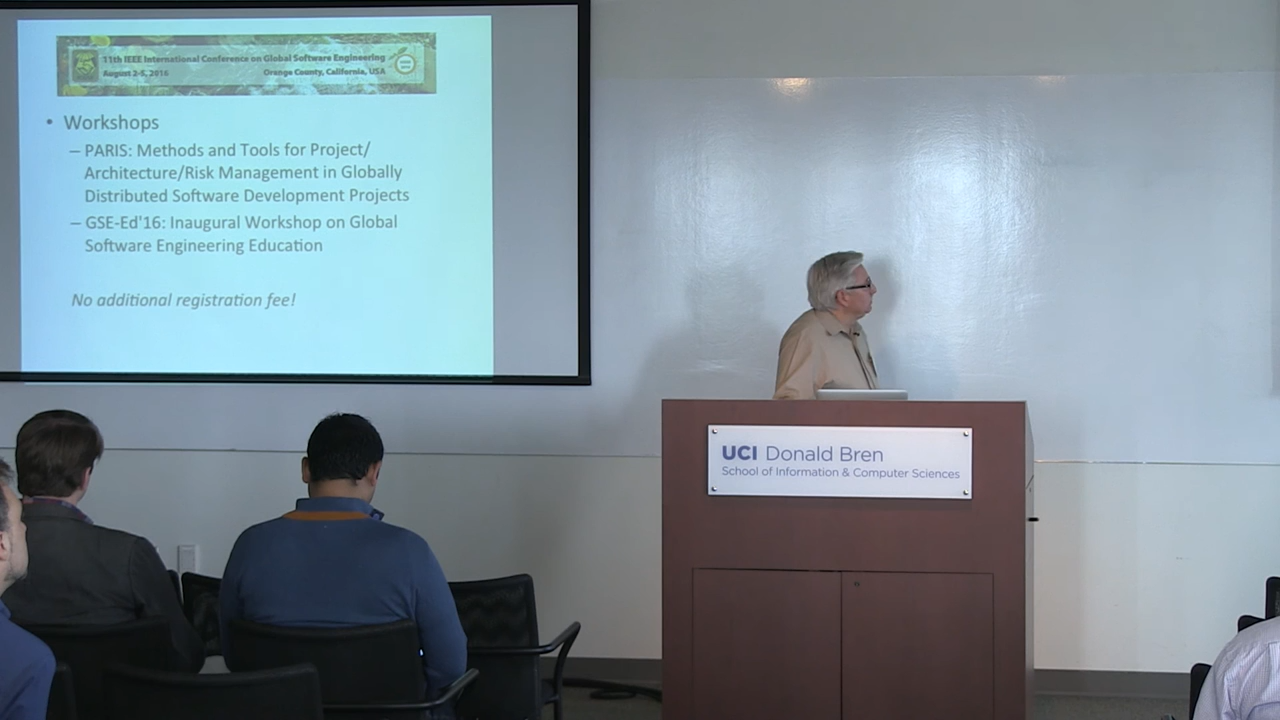 11th IEEE International Conference on Global Software Engineering
August 2-5, 2016 Orange County, California, USA
• Workshops
– PARIS: Methods and Tools for Project/
Architecture/Risk Management in Globally
Distributed Software Development Projects
– GSE-Ed'16: Inaugural Workshop on Global
Software Engineering Education
No additional registration fee!
UCI Donald Bren
School of Information & Computer Sciences